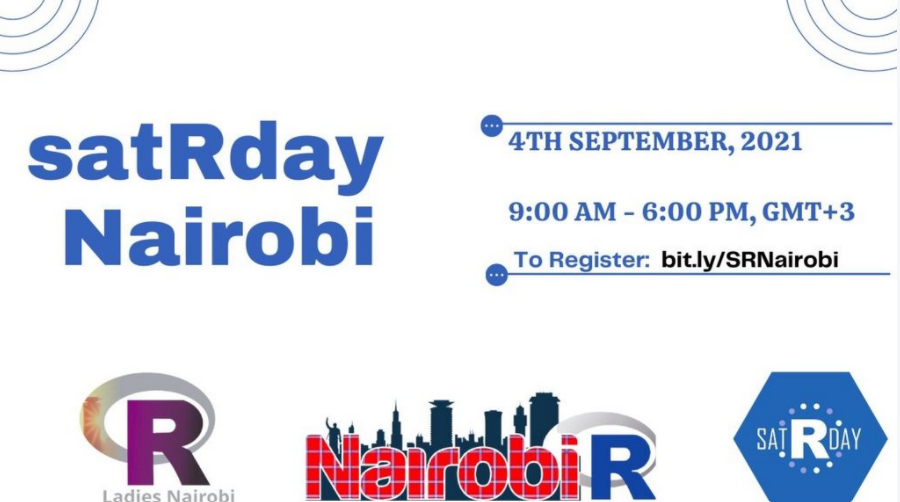 satRday
Nairobi
4TH SEPTEMBER, 2021
9:00 AM - 6:00 PM, GMT+3
To Register: bit.ly/SRNairobi
R
Ladies Nairobi
Nairobi R
SATRDAY